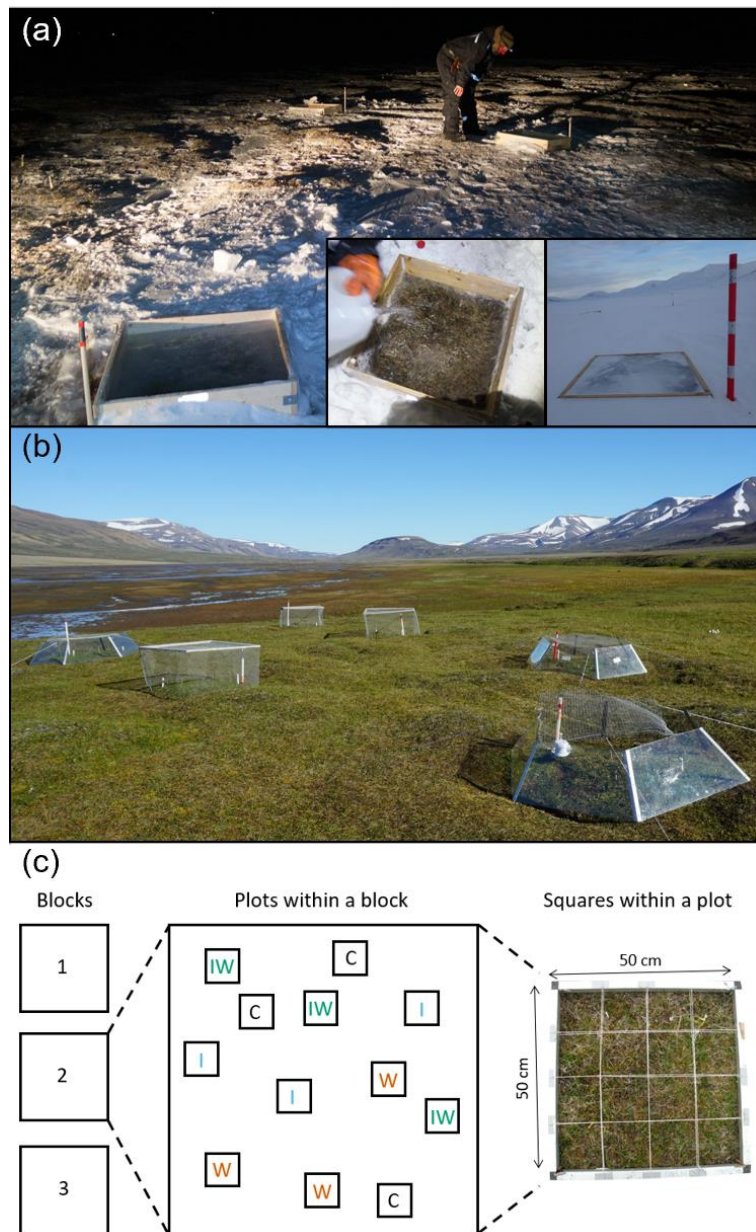 (a)
(b)
(c)
Blocks
Plots within a block
Squares within a plot
1
2
3
IW
C
C
IW
I
I
I
W
IW
W
W
C
50 cm
50 cm